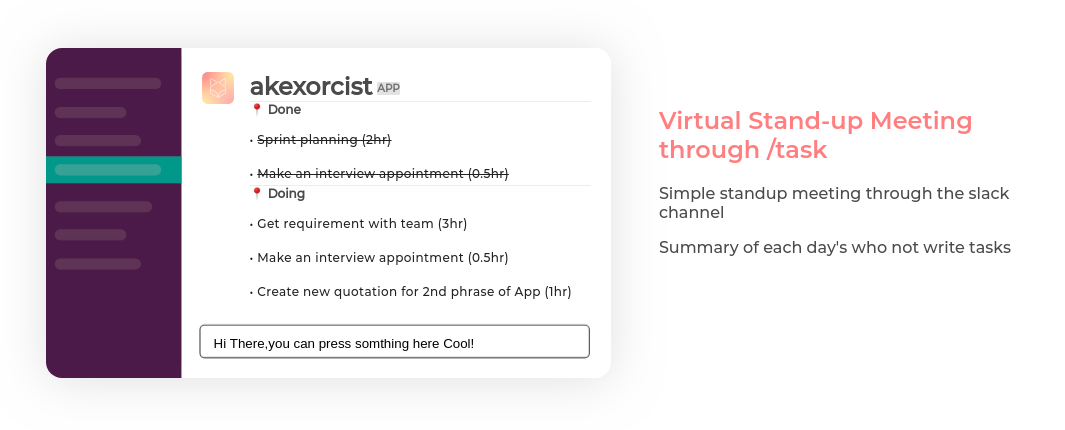 akexorcist APP
Done
• Sprint planning (2hr)
• Make an interview appointment (0.5hr)
Doing
• Get requirement with team (3hr)
• Make an interview appointment (0.5hr)
• Create new quotation for 2nd phrase of App (1hr)
Hi There,you can press somthing here Cool!
Virtual Stand-up Meeting
through /task
Simple standup meeting through the slack
channel
Summary of each day's who not write tasks